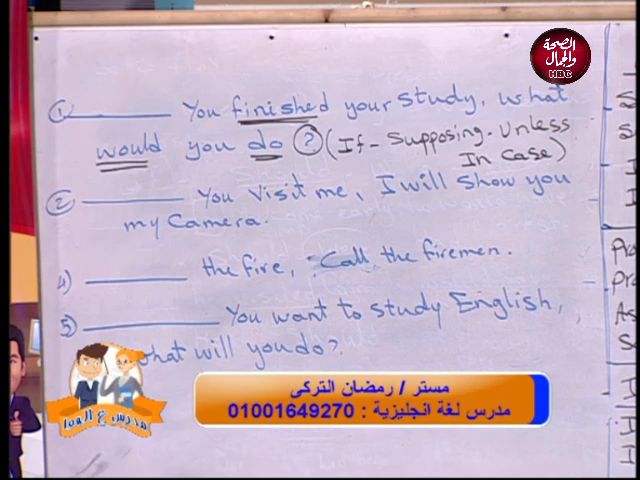 الصحة
والجمال
HBC
1 ______ You finished your study, what
would you do ? (If - Supposing - Unless
In Case)
2 ______ You visit me, I will show you
my camera.
4) ______ the fire, Call the firemen.
5) ______ You want to study English,
what will you do?
مدرس ع الهوا
مستر / رمضان التركى
مدرس لغة انجليزية : 01001649270